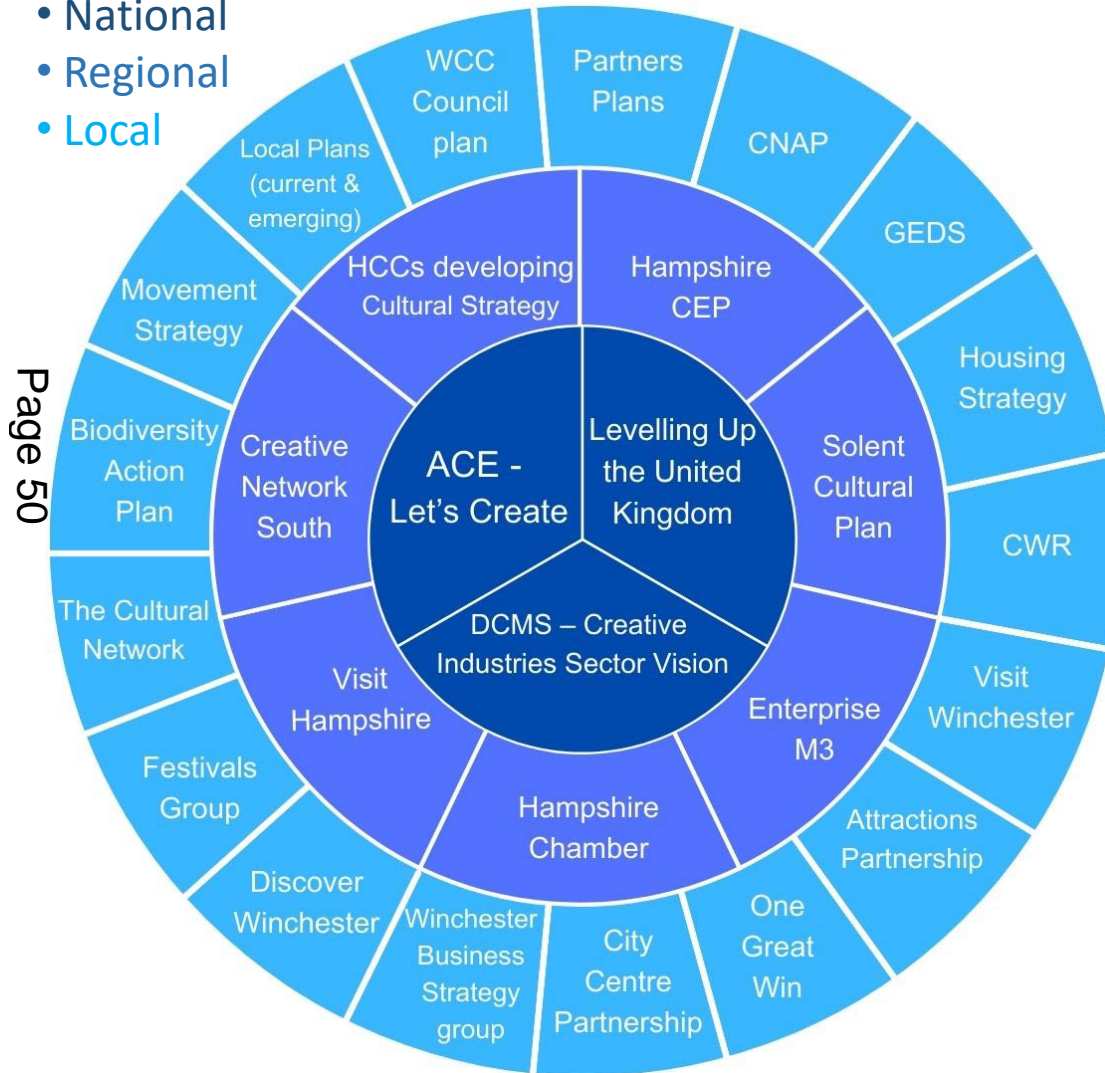 • National
• Regional
• Local
Page 50
WCC
Council
plan
Partners
Plans
CNAP
GEDS
Housing
Strategy
CWR
Visit
Winchester
Attractions
Partnership
One
Great
Win
City
Centre
Partnership
Winchester
Business
Strategy
group
Discover
Winchester
Festivals
Group
The Cultural
Network
Biodiversity
Action
Plan
Movement
Strategy
Local Plans
(current &
emerging)
HCCs developing
Cultural Strategy
Hampshire
CEP
Solent
Cultural
Plan
Enterprise
M3
Hampshire
Chamber
Visit
Hampshire
Creative
Network
South
ACE -
Let's Create
Levelling Up
the United
Kingdom
DCMS – Creative
Industries Sector Vision